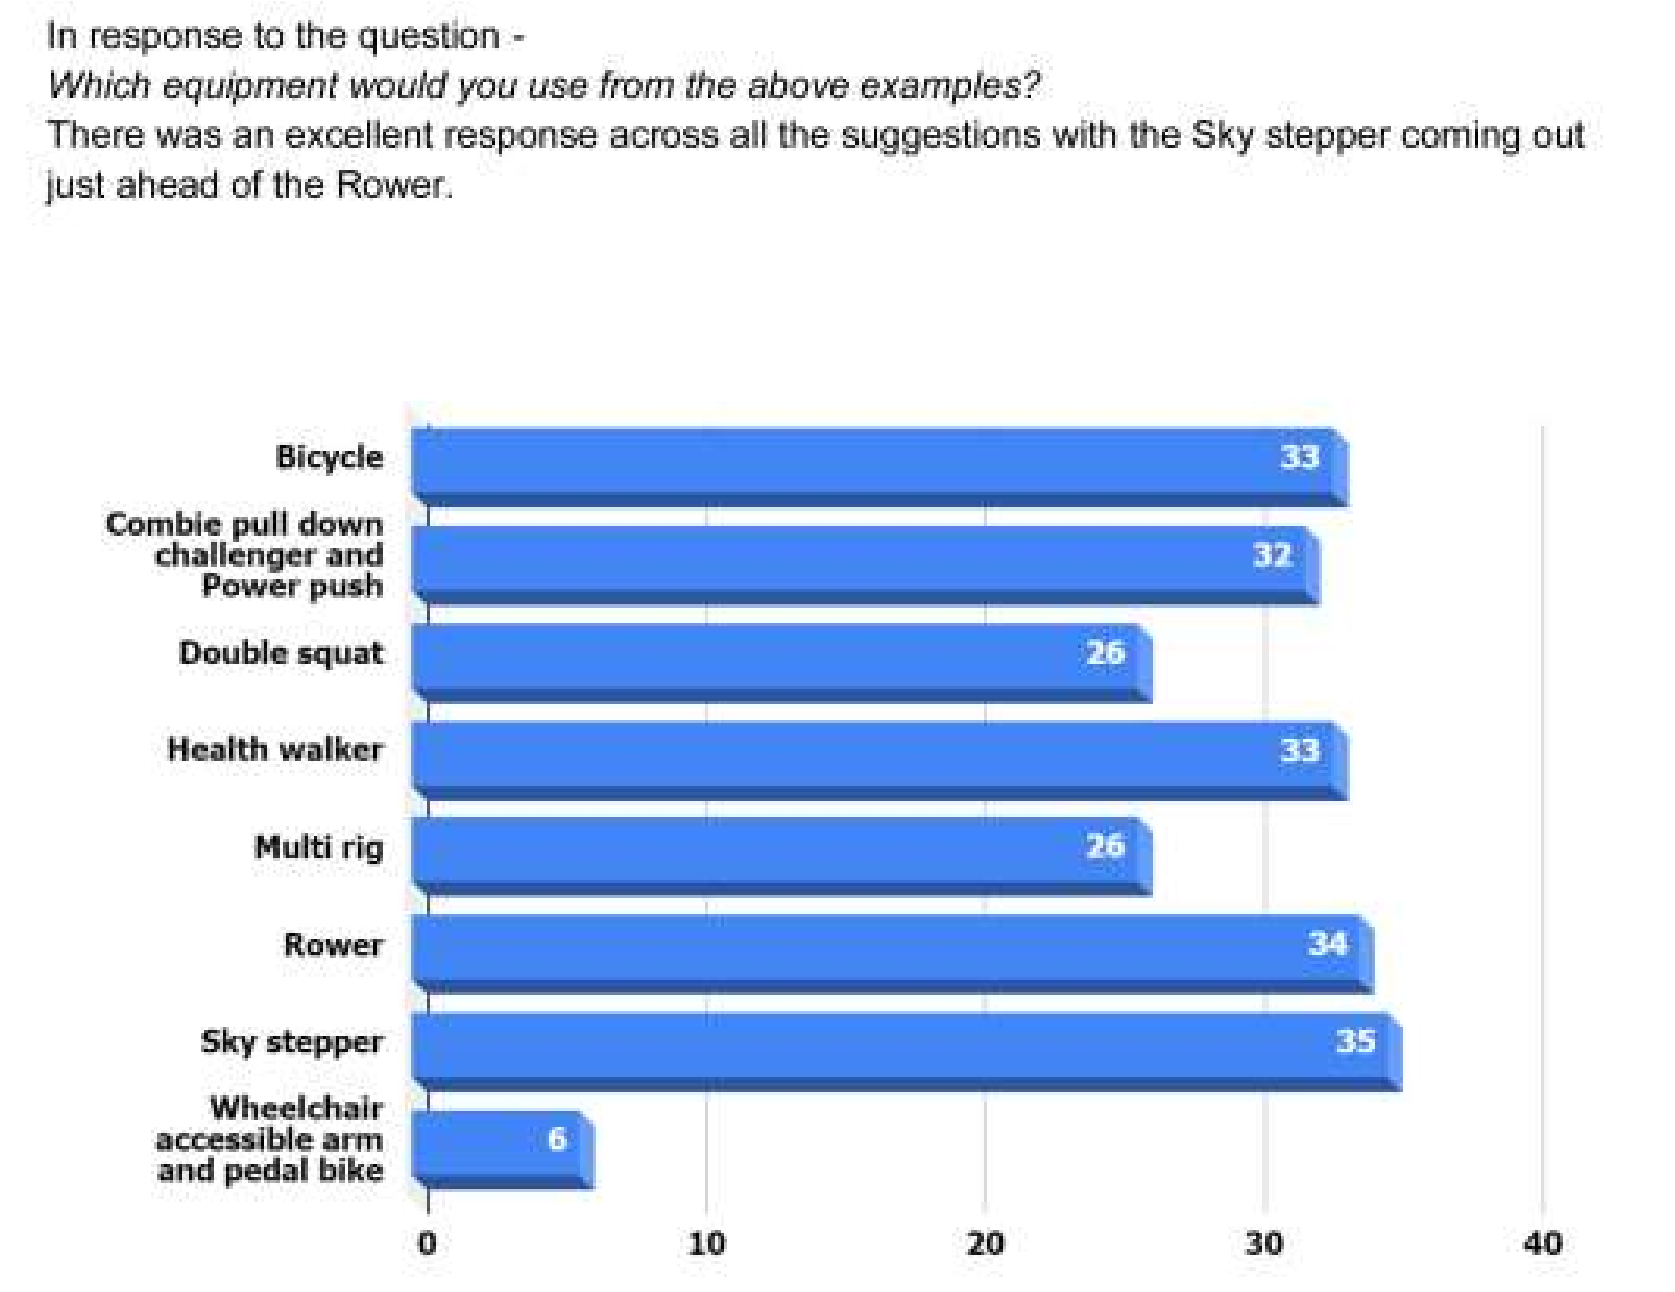 In response to the question -
Which equipment would you use from the above examples?
There was an excellent response across all the suggestions with the Sky stepper coming out
just ahead of the Rower.
Bicycle
33
Combie pull down
challenger and
Power push
32
Double squat
26
Health walker
33
Multi rig
26
Rower
34
Sky stepper
35
Wheelchair
accessible arm
and pedal bike
6
0 10 20 30 40